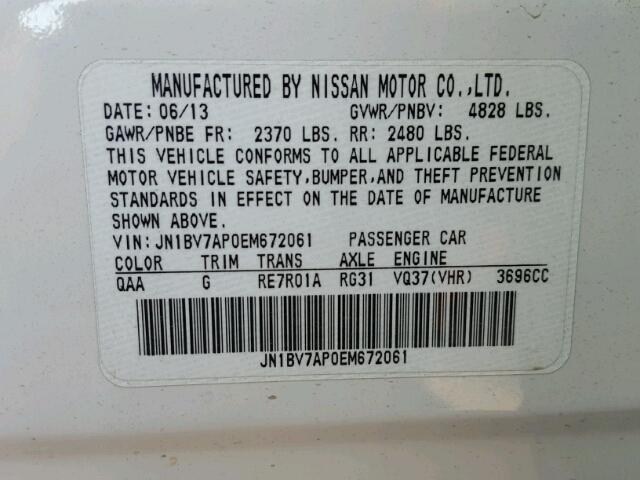 MANUFACTURED BY NISSAN MOTOR CO.,LTD.
DATE: 06/13 GVWR/PNBV: 4828 LBS.
GAWR/PNBE FR: 2370 LBS. RR: 2480 LBS.
THIS VEHICLE CONFORMS TO ALL APPLICABLE FEDERAL
MOTOR VEHICLE SAFETY,BUMPER,AND THEFT PREVENTION
STANDARDS IN EFFECT ON THE DATE OF MANUFACTURE
SHOWN ABOVE.
VIN:JN1BV7AP0EM672061 PASSENGER CAR
COLOR TRIM TRANS AXLE ENGINE
QAA G RE7R01A RG31 VQ37(VHR) 3696CC
JN1BV7AP0EM672061